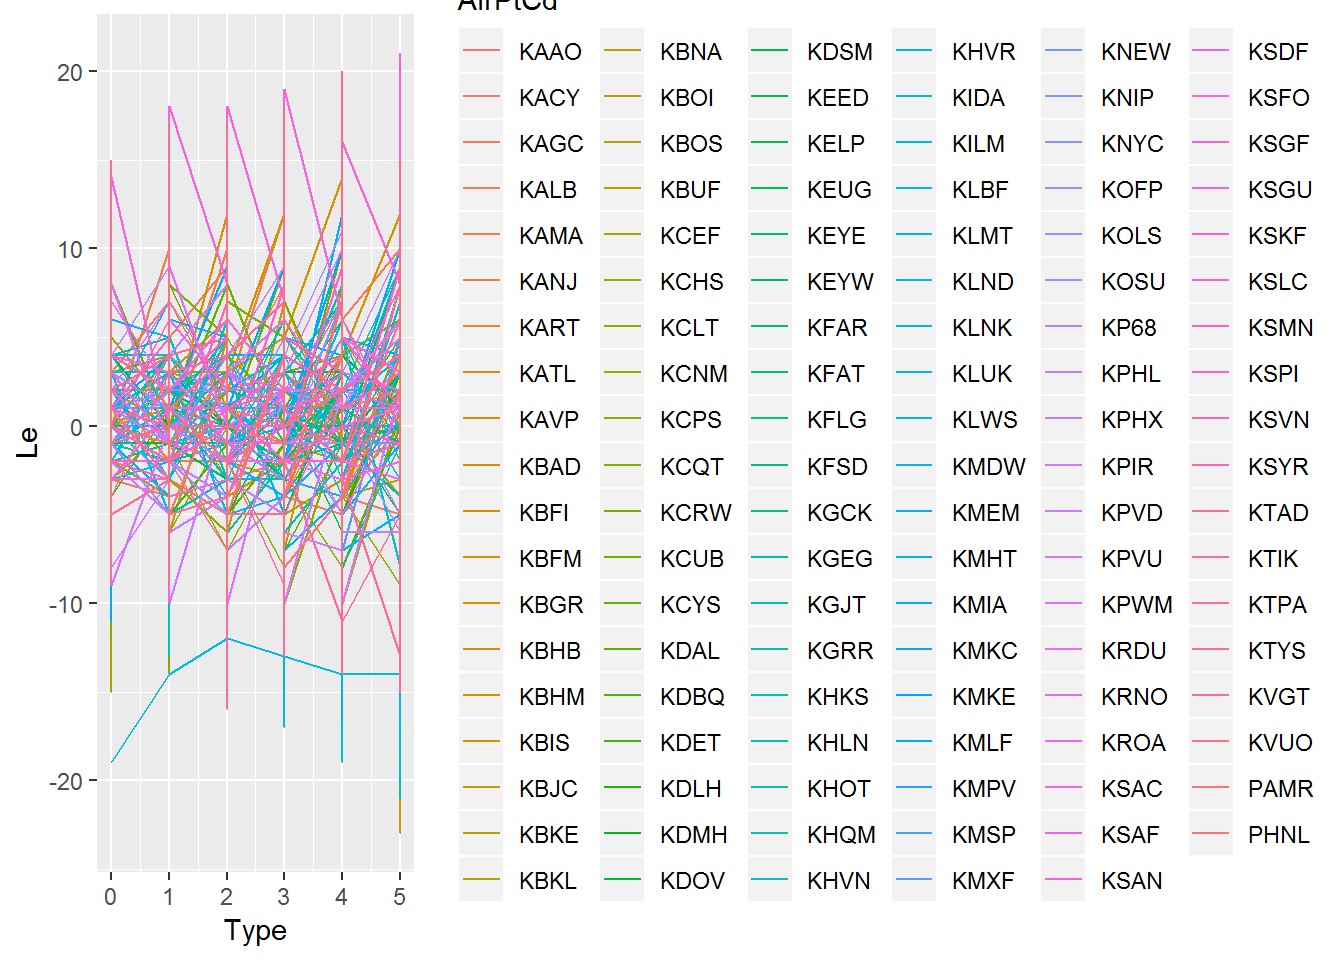 AirPtCd
20
10
0
-10
-20
Le
0 1 2 3 4 5
Type
KAAO KBNA KDSM KHVR KNEW KSDF
KACY KBOI KEED KIDA KNIP KSFO
KAGC KBOS KELP KILM KNYC KSGF
KALB KBUF KEUG KLBF KOFP KSGU
KAMA KCEF KEYE KLMT KOLS KSKF
KANJ KCHS KEYW KLND KOSU KSLC
KART KCLT KFAR KLNK KP68 KSMN
KATL KCNM KFAT KLUK KPHL KSPI
KAVP KCPS KFLG KLWS KPHX KSVN
KBAD KCQT KFSD KMDW KPIR KSYR
KBFI KCRW KGCK KMEM KPVD KTAD
KBFM KCUB KGEG KMHT KPVU KTIK
KBGR KCYS KGJT KMIA KPWM KTPA
KBHB KDAL KGRR KMKC KRDU KTYS
KBHM KDBQ KHKS KMKE KRNO KVGT
KBIS KDET KHLN KMLF KROA KVUO
KBJC KDLH KHOT KMPV KSAC PAMR
KBKE KDMH KHQM KMSP KSAF PHNL
KBKL KDOV KHVN KMXF KSAN